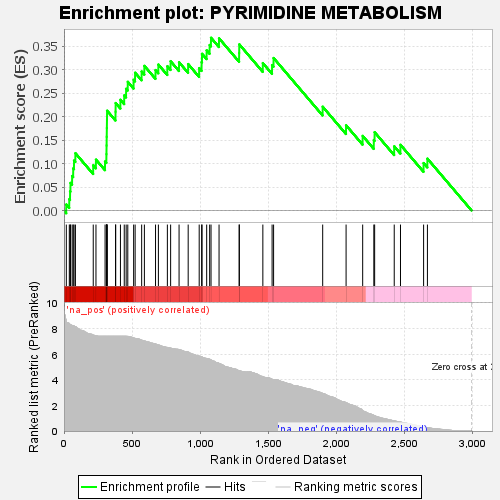 Enrichment plot: PYRIMIDINE METABOLISM
Enrichment score (ES)
0.35
0.30
0.25
0.20
0.15
0.10
0.05
0.00
'na_pos' (positively correlated)
Ranked list metric (PreRanked)
10
8
6
4
2
0
Zero cross at
'na_neg' (negatively correlated)
0 500 1,000 1,500 2,000 2,500 3,000
Rank in Ordered Dataset
Enrichment profile Hits Ranking metric scores